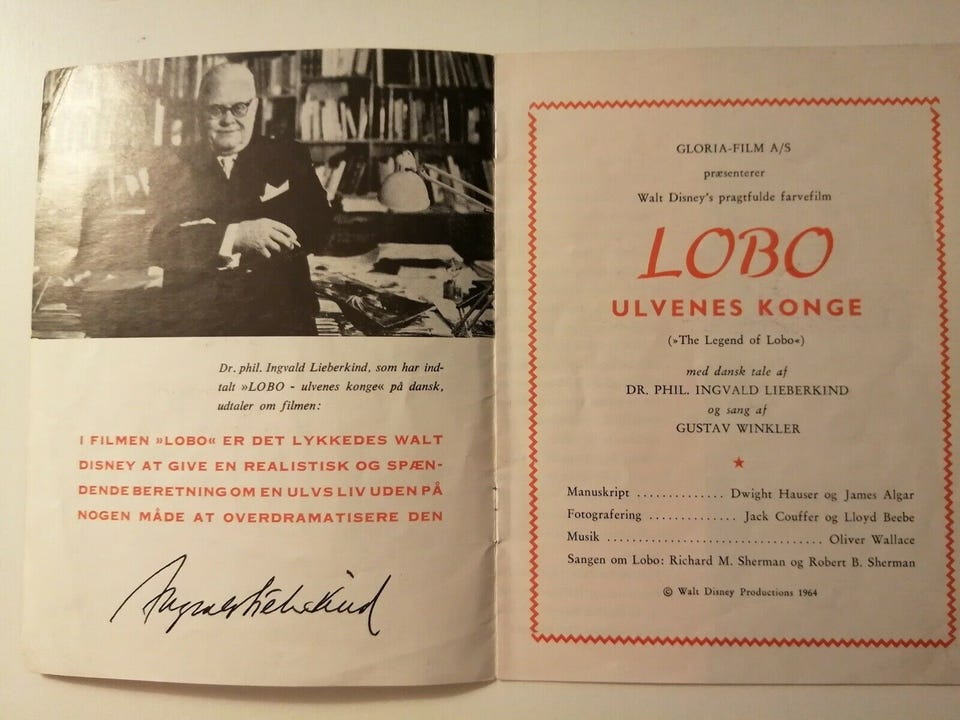 Dr. phil. Ingvald Lieberkind, som har ind-
talt »LOBO - ulvenes konge« på dansk,
udtaler om filmen:
I FILMEN »LOBO« ER DET LYKKEDES WALT
DISNEY AT GIVE EN REALISTISK OG SPÆN-
DENDE BERETNING OM EN ULVS LIV UDEN PÅ
NOGEN MÅDE AT OVERDRAMATISERE DEN
Ingvald Lieberkind
GLORIA-FILM A/S
præsenterer
Walt Disney's pragtfulde farvefilm
LOBO
ULVENES KONGE
(»The Legend of Lobo«)
med dansk tale af
DR. PHIL. INGVALD LIEBERKIND
og sang af
GUSTAV WINKLER
Manuskript .............. Dwight Hauser og James Algar
Fotografering ............. Jack Couffer og Lloyd Beebe
Musik ................................... Oliver Wallace
Sangen om Lobo: Richard M. Sherman og Robert B. Sherman
© Walt Disney Productions 1964